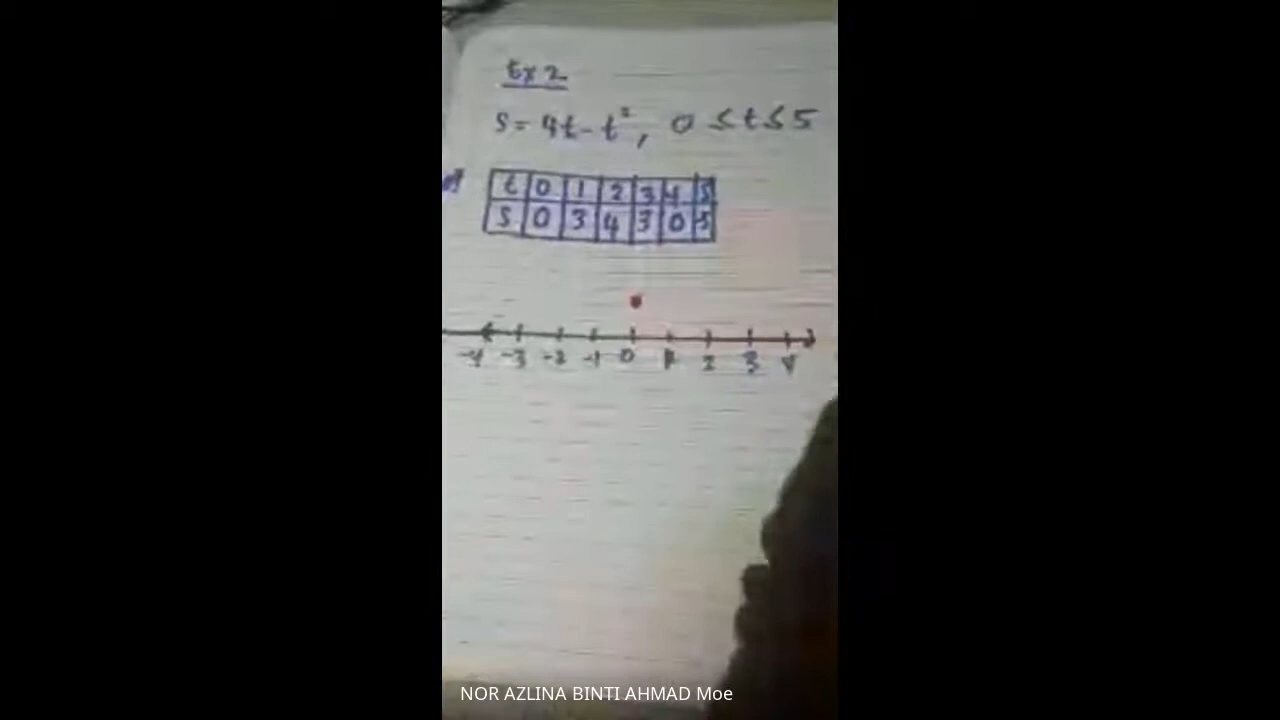 Ex 2
s = 4t - t², 0 ≤ t ≤ 5
a)
t 0 1 2 3 4 5
s 0 3 4 3 0 5
-4 -3 -2 -1 0 1 2 3 4
NOR AZLINA BINTI AHMAD Moe